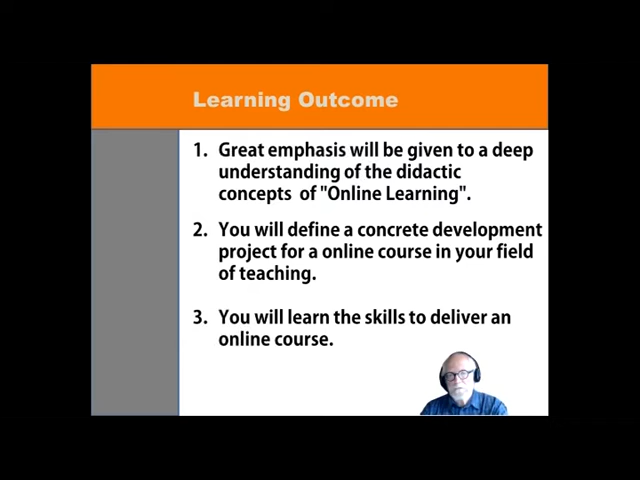 Learning Outcome
1. Great emphasis will be given to a deep
understanding of the didactic
concepts of "Online Learning".
2. You will define a concrete development
project for a online course in your field
of teaching.
3. You will learn the skills to deliver an
online course.